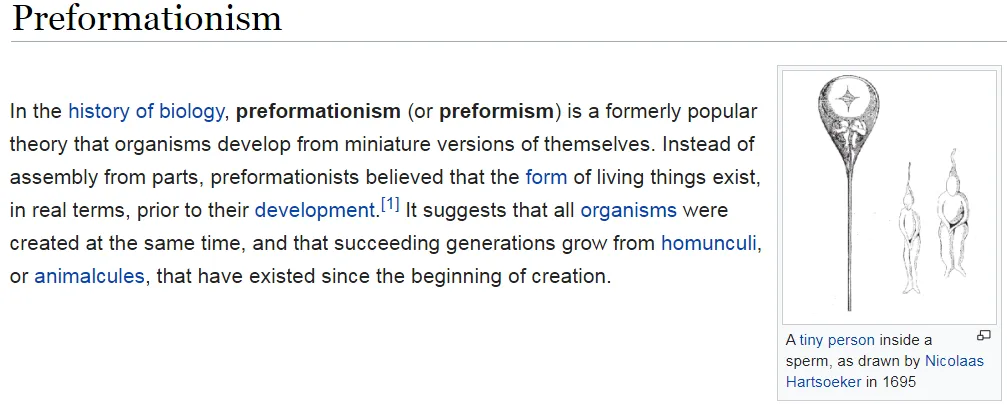 Preformationism
In the history of biology, preformationism (or preformism) is a formerly popular
theory that organisms develop from miniature versions of themselves. Instead of
assembly from parts, preformationists believed that the form of living things exist,
in real terms, prior to their development.[1] It suggests that all organisms were
created at the same time, and that succeeding generations grow from homunculi,
or animalcules, that have existed since the beginning of creation.
A tiny person inside a
sperm, as drawn by Nicolaas
Hartsoeker in 1695